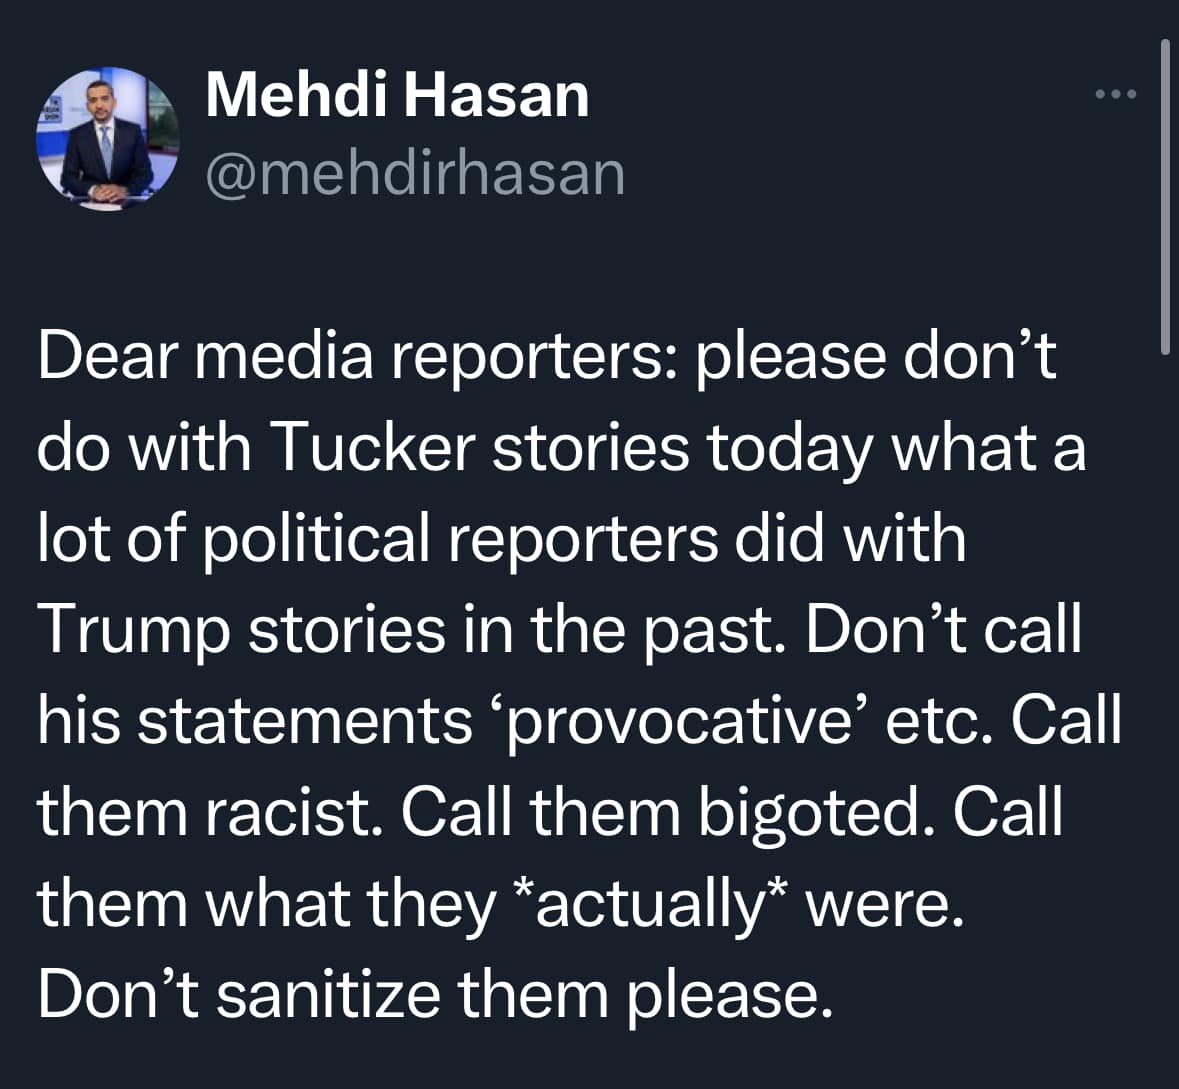 Mehdi Hasan
@mehdirhasan
Dear media reporters: please don’t
do with Tucker stories today what a
lot of political reporters did with
Trump stories in the past. Don’t call
his statements ‘provocative’ etc. Call
them racist. Call them bigoted. Call
them what they *actually* were.
Don’t sanitize them please.